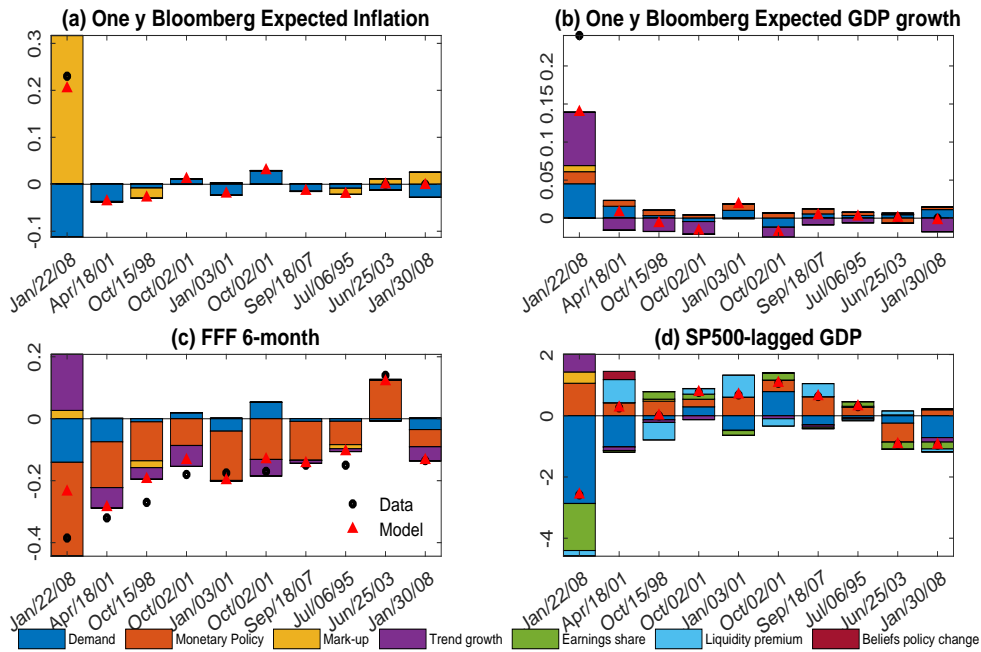 (a) One y Bloomberg Expected Inflation
(b) One y Bloomberg Expected GDP growth
0.3
0.2
0.1
0
-0.1
0.2
0.15
0.1
0.05
0
Jan/22/08
Apr/18/01
Oct/15/98
Oct/02/01
Jan/03/01
Oct/02/01
Sep/18/07
Jul/06/95
Jun/25/03
Jan/30/08
Jan/22/08
Apr/18/01
Oct/15/98
Oct/02/01
Jan/03/01
Oct/02/01
Sep/18/07
Jul/06/95
Jun/25/03
Jan/30/08
(c) FFF 6-month
(d) SP500-lagged GDP
0.2
0
-0.2
-0.4
Data
Model
2
0
-2
-4
Jan/22/08
Apr/18/01
Oct/15/98
Oct/02/01
Jan/03/01
Oct/02/01
Sep/18/07
Jul/06/95
Jun/25/03
Jan/30/08
Jan/22/08
Apr/18/01
Oct/15/98
Oct/02/01
Jan/03/01
Oct/02/01
Sep/18/07
Jul/06/95
Jun/25/03
Jan/30/08
Demand Monetary Policy Mark-up Trend growth Earnings share Liquidity premium Beliefs policy change